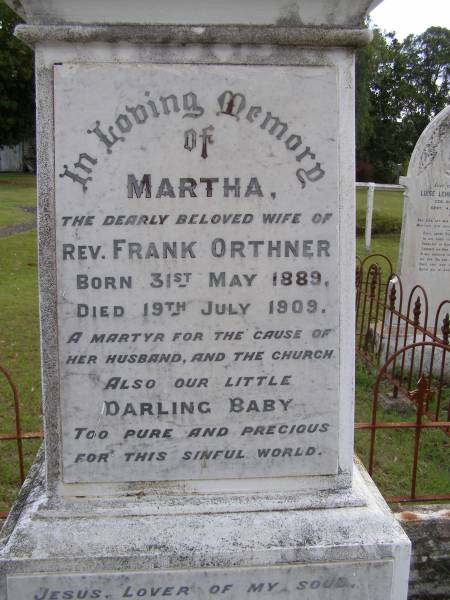 In Loving Memory
of
MARTHA,
THE DEARLY BELOVED WIFE OF
REV. FRANK ORTHNER
BORN 31ST MAY 1889,
DIED 19TH JULY 1909.
A MARTYR FOR THE CAUSE OF
HER HUSBAND, AND THE CHURCH
ALSO OUR LITTLE
DARLING BABY
TOO PURE AND PRECIOUS
FOR THIS SINFUL WORLD.
JESUS, LOVER OF MY SOUL,